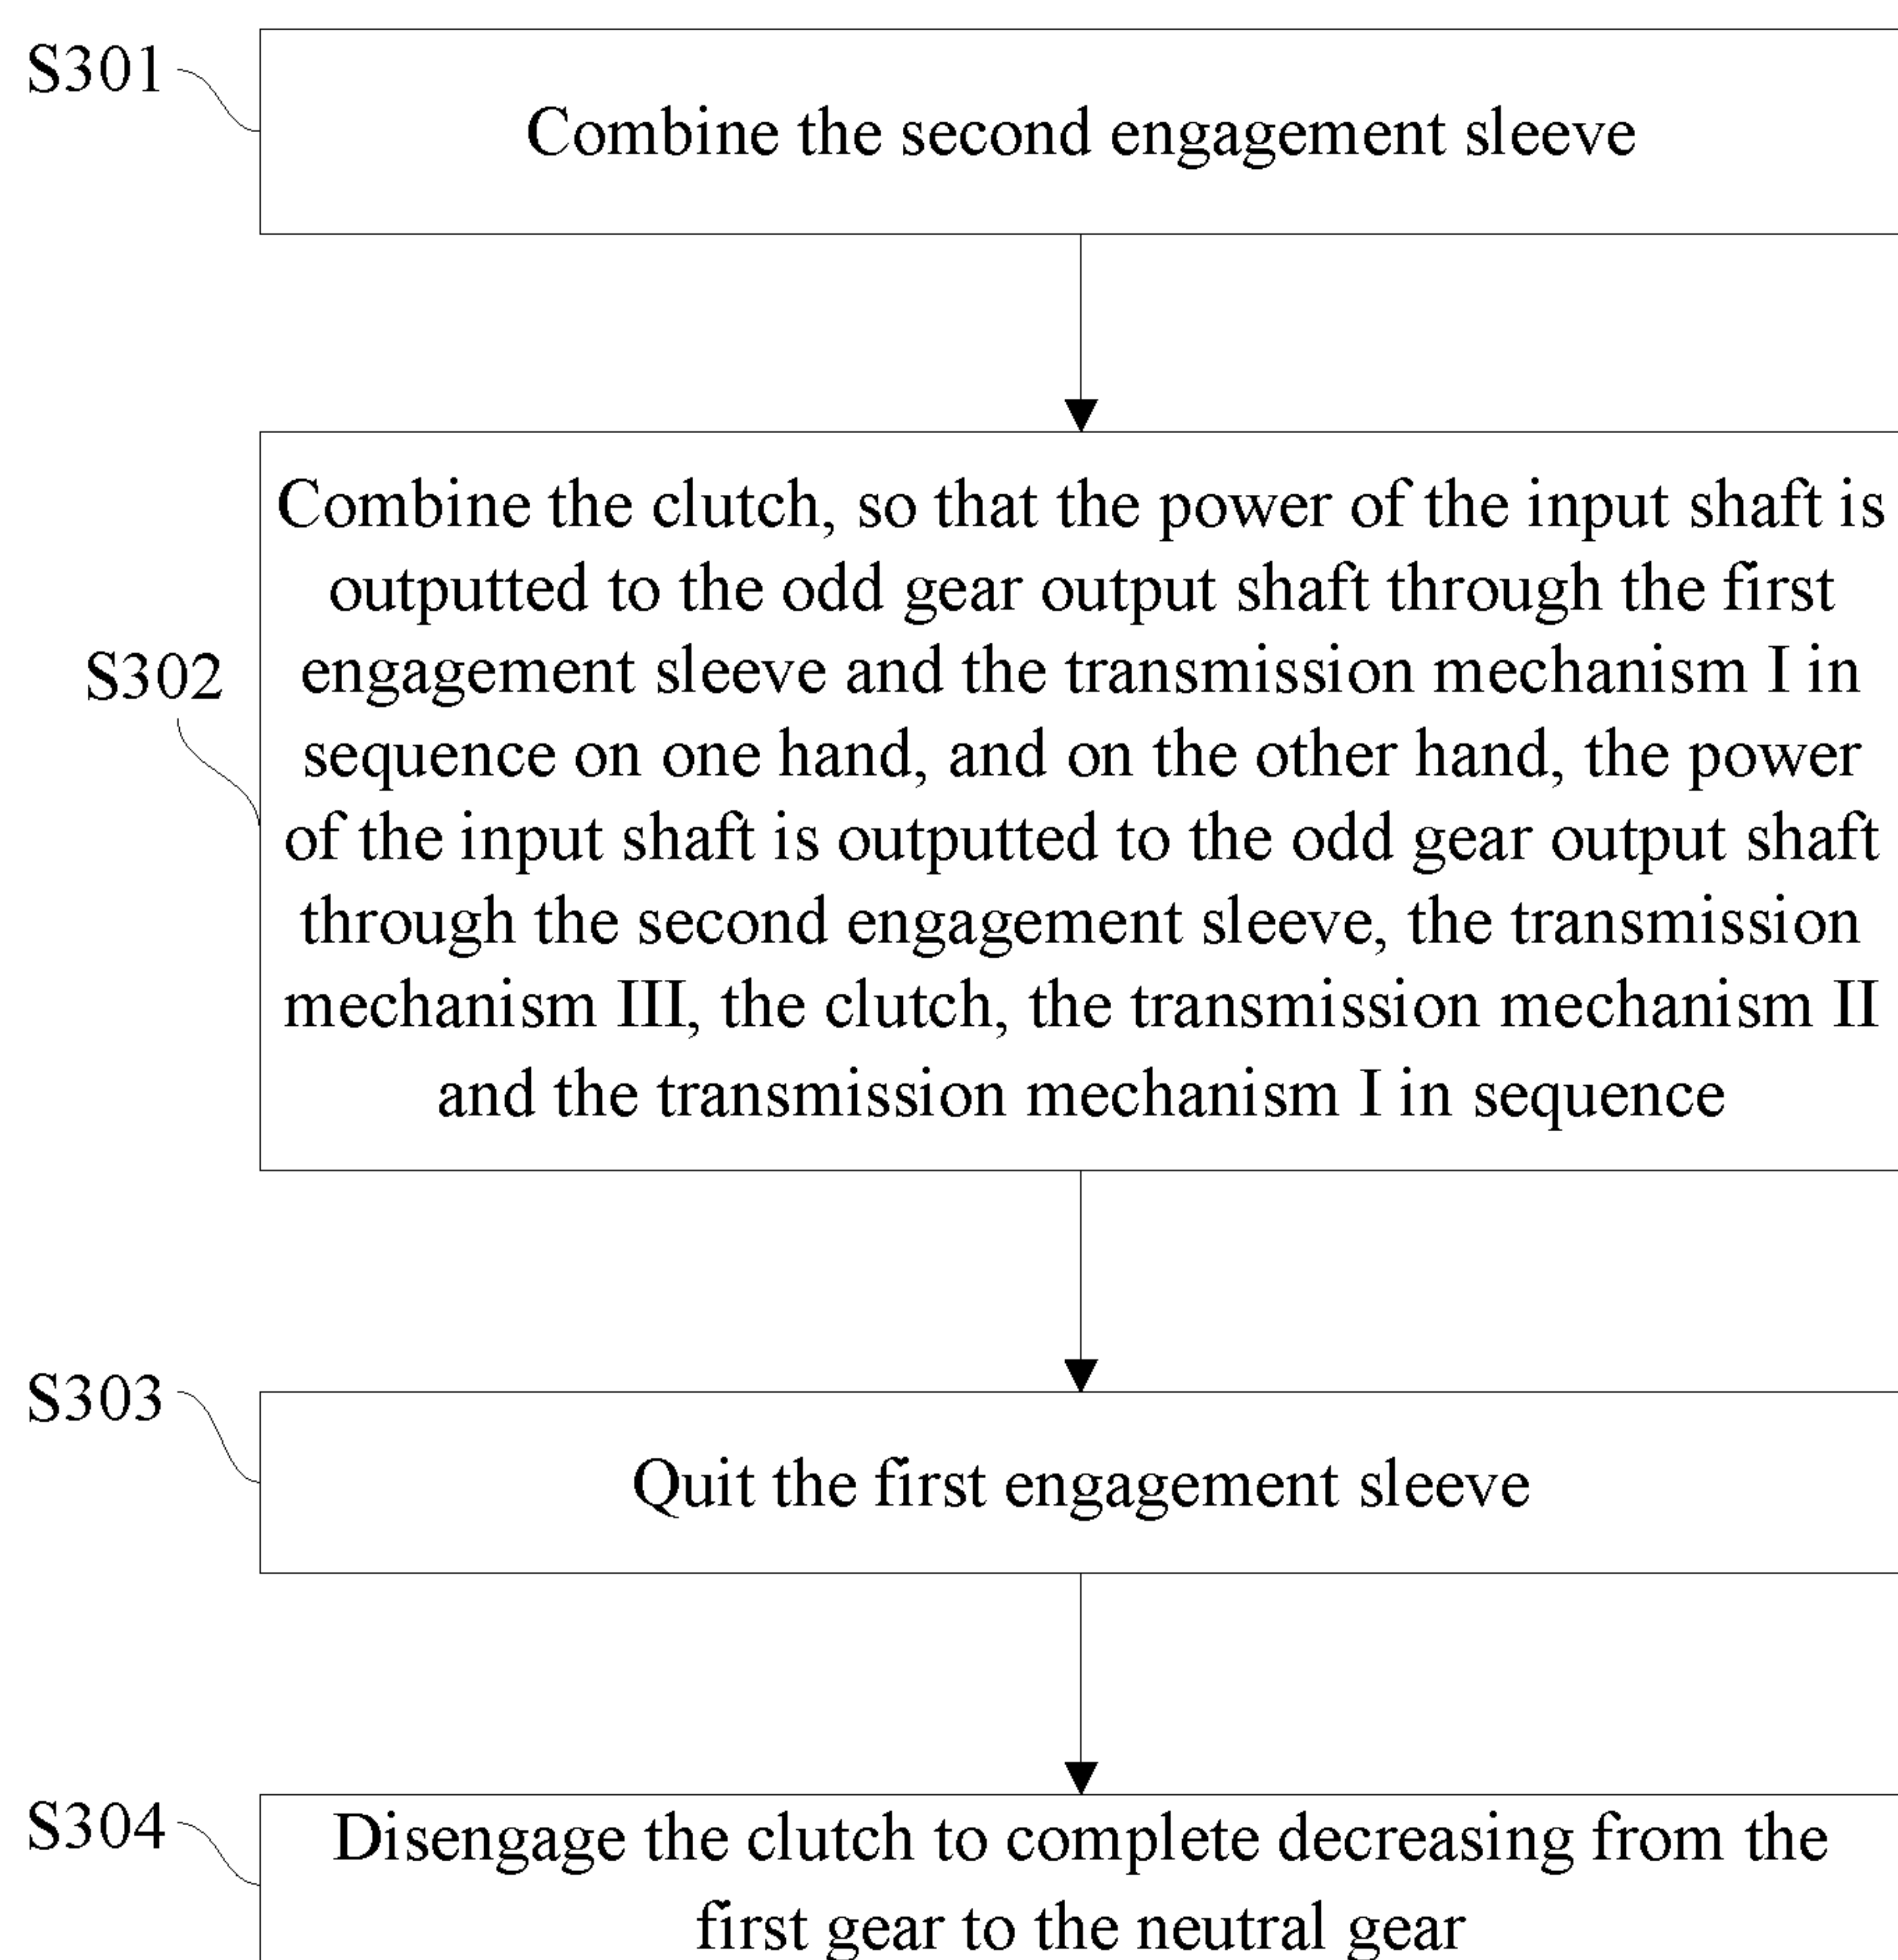 S301
Combine the second engagement sleeve
S302
Combine the clutch, so that the power of the input shaft is
outputted to the odd gear output shaft through the first
engagement sleeve and the transmission mechanism I in
sequence on one hand, and on the other hand, the power
of the input shaft is outputted to the odd gear output shaft
through the second engagement sleeve, the transmission
mechanism III, the clutch, the transmission mechanism II
and the transmission mechanism I in sequence
S303
Quit the first engagement sleeve
S304
Disengage the clutch to complete decreasing from the
first gear to the neutral gear